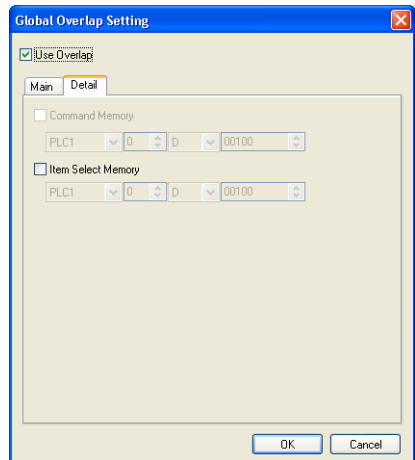 Global Overlap Setting
Use Overlap
Main Detail
Command Memory
PLC1 0 D 00100
Item Select Memory
PLC1 0 D 00100
OK Cancel